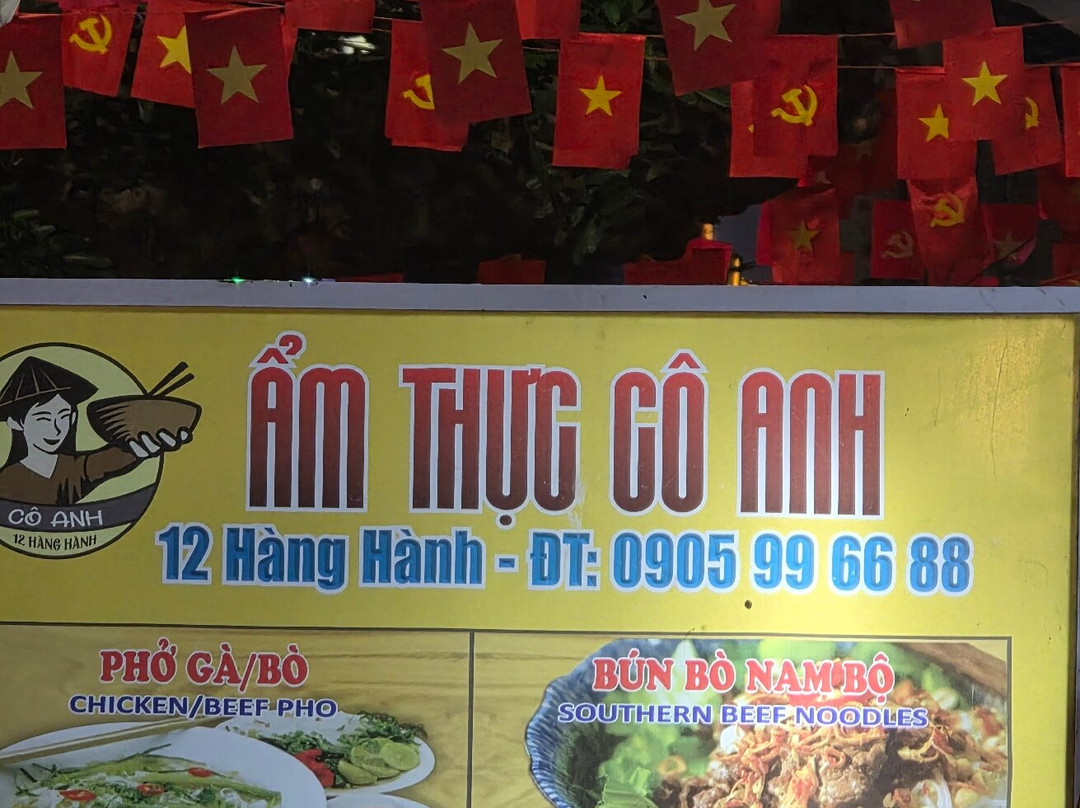 ẨM THỰC CÔ ANH
CÔ ANH
12 HÀNG HÀNH
12 Hàng Hành - ĐT: 0905 99 66 88
PHỞ GÀ/BÒ
CHICKEN/BEEF PHO
BÚN BÒ NAM BỘ
SOUTHERN BEEF NOODLES